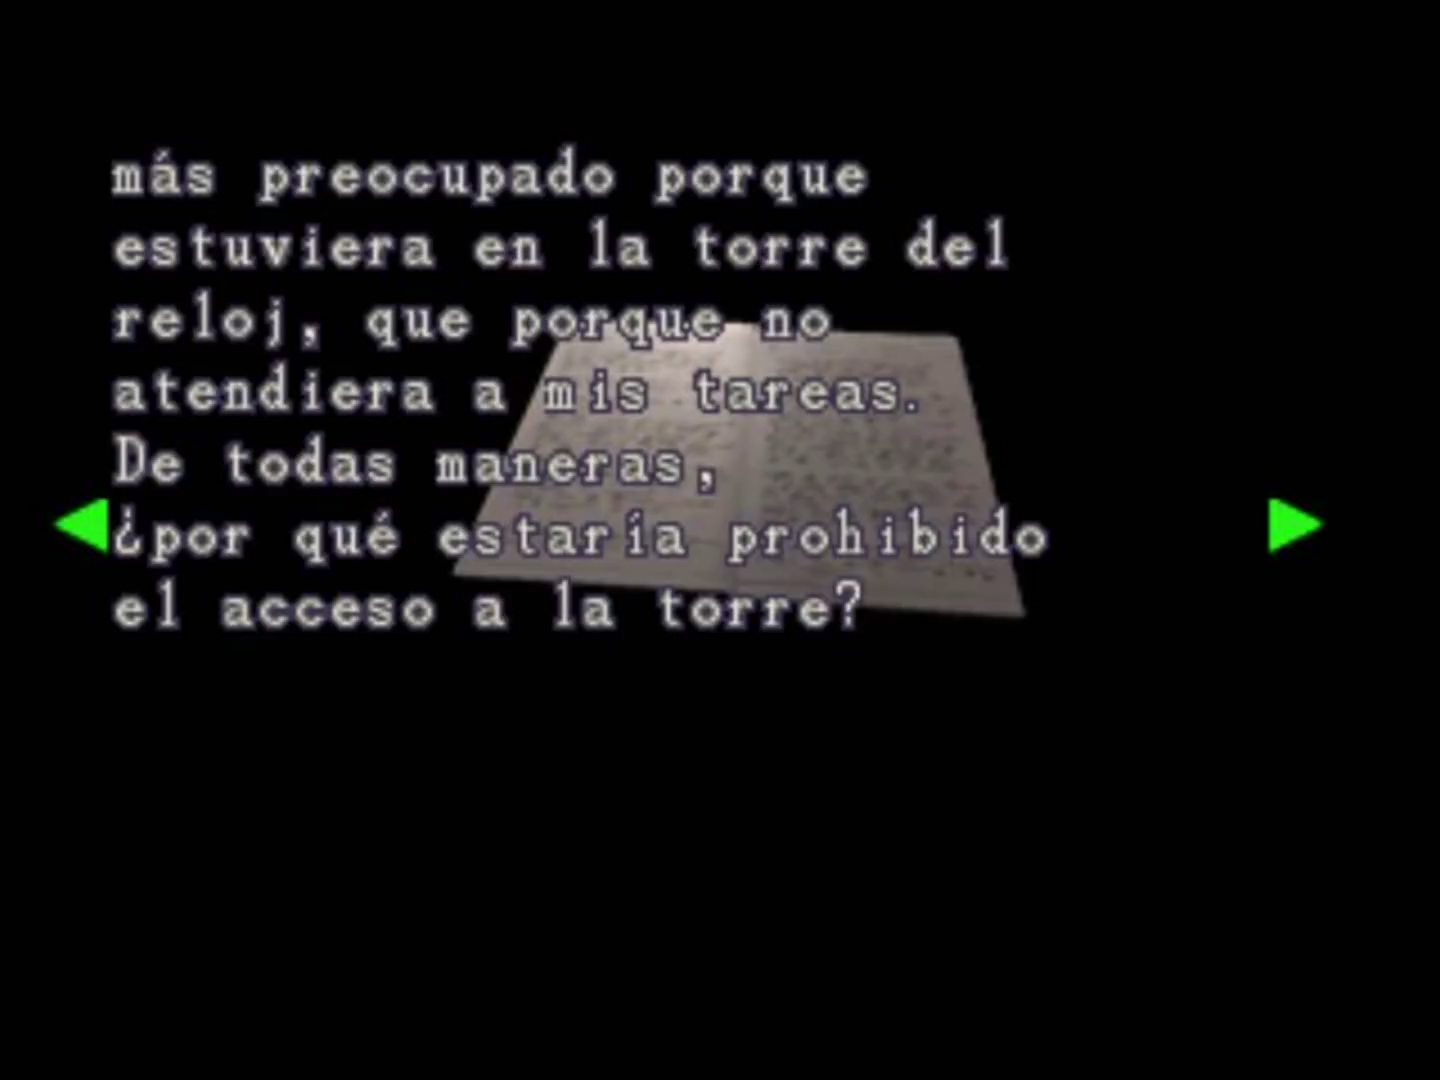 más preocupado porque
estuviera en la torre del
reloj, que porque no
atendiera a mis tareas.
De todas maneras,
¿por qué estaría prohibido
el acceso a la torre?